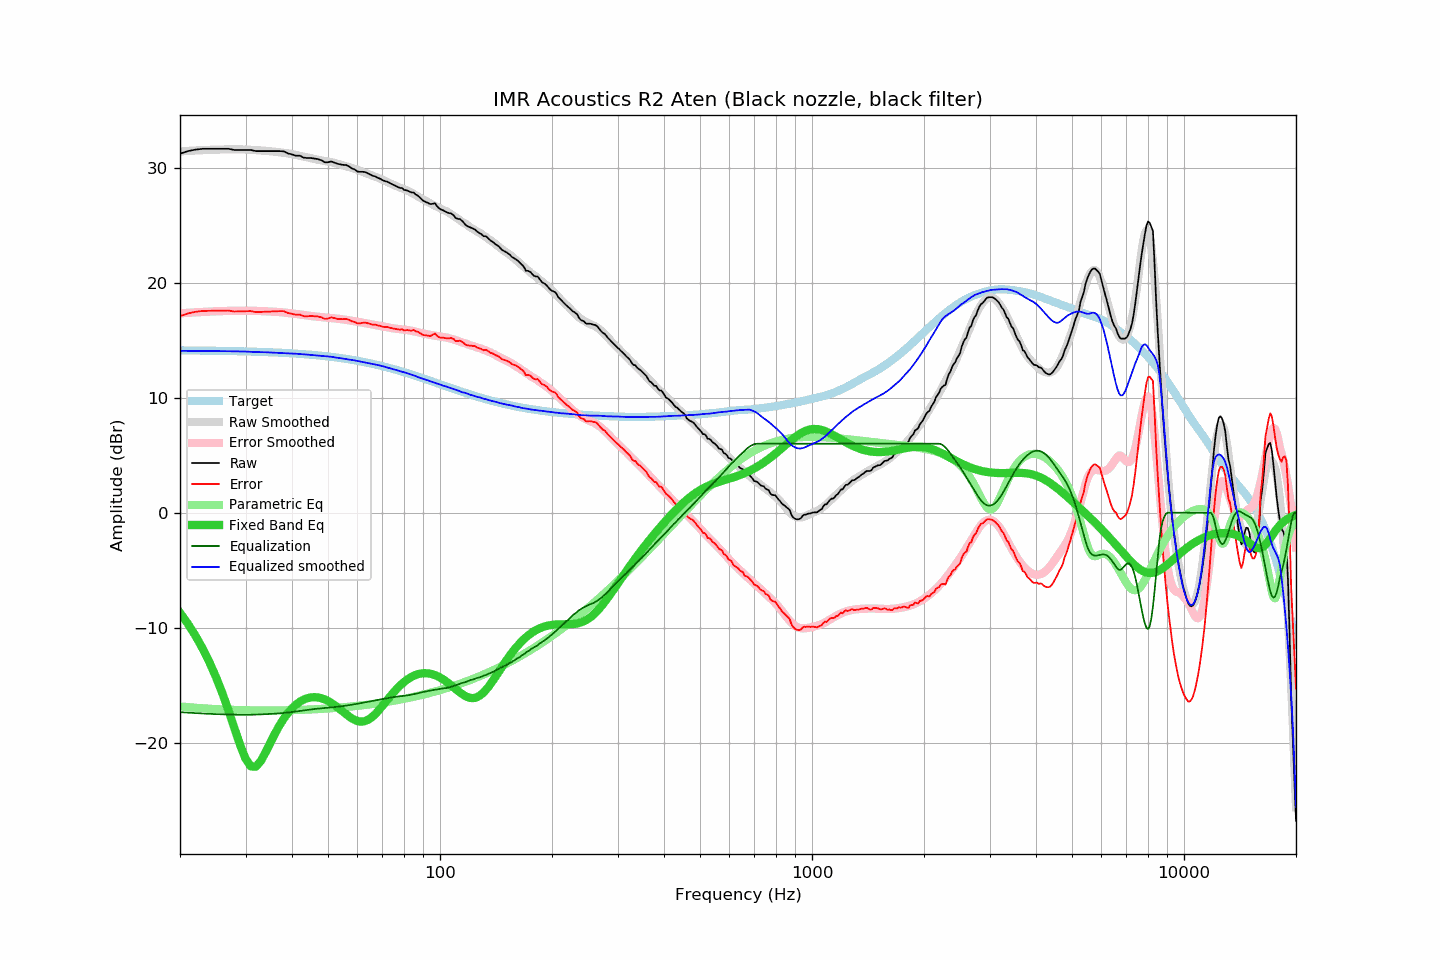 IMR Acoustics R2 Aten (Black nozzle, black filter)
Amplitude (dBr)
30
20
10
0
−10
−20
Target
Raw Smoothed
Error Smoothed
Raw
Error
Parametric Eq
Fixed Band Eq
Equalization
Equalized smoothed
100
1000
10000
Frequency (Hz)